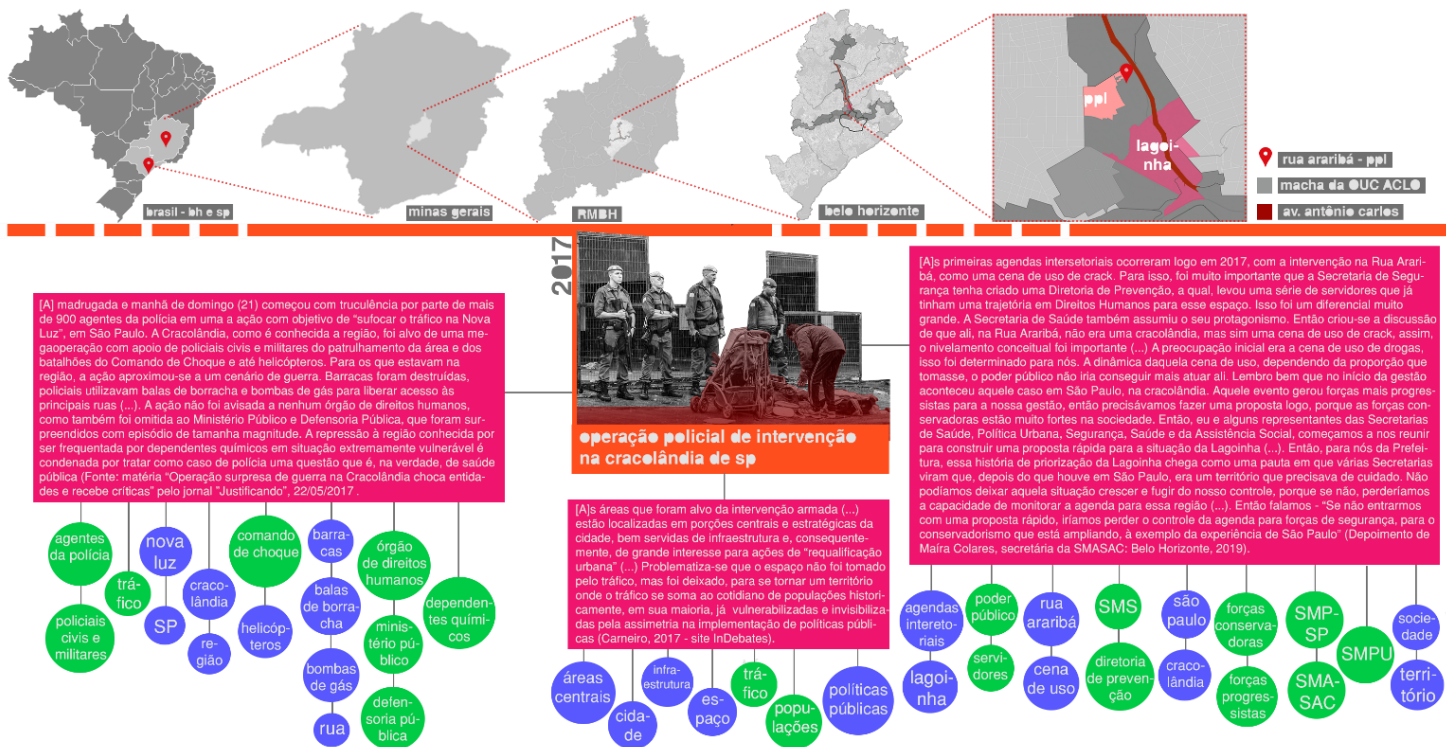 ppl
lagoi-
nha
rua araribá - ppl
macha da OUC ACLO
av. antônio carlos
brasil - bh e sp
minas gerais
RMBH
belo horizonte
2017
[A] madrugada e manhã de domingo (21) começou com truculência por parte de mais
de 900 agentes da polícia em uma a ação com objetivo de “sufocar o tráfico na Nova
Luz”, em São Paulo. A Cracolândia, como é conhecida a região, foi alvo de uma me-
gaoperação com apoio de policiais civis e militares do patrulhamento da área e dos
batalhões do Comando de Choque e até helicópteros. Para os que estavam na
região, a ação aproximou-se a um cenário de guerra. Barracas foram destruídas,
policiais utilizavam balas de borracha e bombas de gás para liberar acesso às
principais ruas (...). A ação não foi avisada a nenhum órgão de direitos humanos,
como também foi omitida ao Ministério Público e Defensoria Pública, que foram sur-
preendidos com episódio de tamanha magnitude. A repressão à região conhecida por
ser frequentada por dependentes químicos em situação extremamente vulnerável é
condenada por tratar como caso de polícia uma questão que é, na verdade, de saúde
pública (Fonte: matéria “Operação surpresa de guerra na Cracolândia choca entida-
des e recebe críticas” pelo jornal "Justificando", 22/05/2017 .
agentes
da polícia
policiais
civis e
militares
trá-
fico
nova
luz
SP
craco-
lândia
re-
gião
comando
de choque
helicóp-
teros
barra-
cas
balas
de borra-
cha
bombas
de gás
rua
órgão
de direitos
humanos
minis-
tério pú-
blico
defen-
soria pú-
blica
dependen-
tes quími-
cos
operação policial de intervenção
na cracolândia de sp
[A]s áreas que foram alvo da intervenção armada (...)
estão localizadas em porções centrais e estratégicas da
cidade, bem servidas de infraestrutura e, consequente-
mente, de grande interesse para ações de “requalificação
urbana” (...) Problematiza-se que o espaço não foi tomado
pelo tráfico, mas foi deixado, para se tornar um território
onde o tráfico se soma ao cotidiano de populações histori-
camente, em sua maioria, já vulnerabilizadas e invisibiliza-
das pela assimetria na implementação de políticas públi-
cas (Carneiro, 2017 - site InDebates).
áreas
centrais
cida-
de
infra-
estrutura
es-
paço
trá-
fico
popu-
lações
políticas
públicas
[A]s primeiras agendas intersetoriais ocorreram logo em 2017, com a intervenção na Rua Arari-
bá, como uma cena de uso de crack. Para isso, foi muito importante que a Secretaria de Segu-
rança tenha criado uma Diretoria de Prevenção, a qual, levou uma série de servidores que já
tinham uma trajetória em Direitos Humanos para esse espaço. Isso foi um diferencial muito
grande. A Secretaria de Saúde também assumiu o seu protagonismo. Então criou-se a discussão
de que ali, na Rua Araribá, não era uma cracolândia, mas sim uma cena de uso de crack, assim,
o nivelamento conceitual foi importante (...) A preocupação inicial era a cena de uso de drogas,
isso foi determinado para nós. A dinâmica daquela cena de uso, dependendo da proporção que
tomasse, o poder público não iria conseguir mais atuar ali. Lembro bem que no início da gestão
aconteceu aquele caso em São Paulo, na cracolândia. Aquele evento gerou forças mais progres-
sistas para a nossa gestão, então precisávamos fazer uma proposta logo, porque as forças con-
servadoras estão muito fortes na sociedade. Então, eu e alguns representantes das Secretarias
de Saúde, Política Urbana, Segurança, Saúde e da Assistência Social, começamos a nos reunir
para construir uma proposta rápida para a situação da Lagoinha (...). Então, para nós da Prefei-
tura, essa história de priorização da Lagoinha chega como uma pauta em que várias Secretarias
viram que, depois do que houve em São Paulo, era um território que precisava de cuidado. Não
podíamos deixar aquela situação crescer e fugir do nosso controle, porque se não, perderíamos
a capacidade de monitorar a agenda para essa região (...). Então falamos - “Se não entrarmos
com uma proposta rápido, iríamos perder o controle da agenda para forças de segurança, para o
conservadorismo que está ampliando, à exemplo da experiência de São Paulo” (Depoimento de
Maíra Colares, secretária da SMASAC: Belo Horizonte, 2019).
agendas
interetO-
riais
lagoi-
nha
poder
público
servi-
dores
rua
araribá
cena
de uso
SMS
diretoria
de preven-
ção
são
paulo
craco-
lândia
forças
conserva-
doras
forças
progres-
sistas
SMP-
SP
SMA-
SAC
SMPU
socie-
dade
terri-
tório